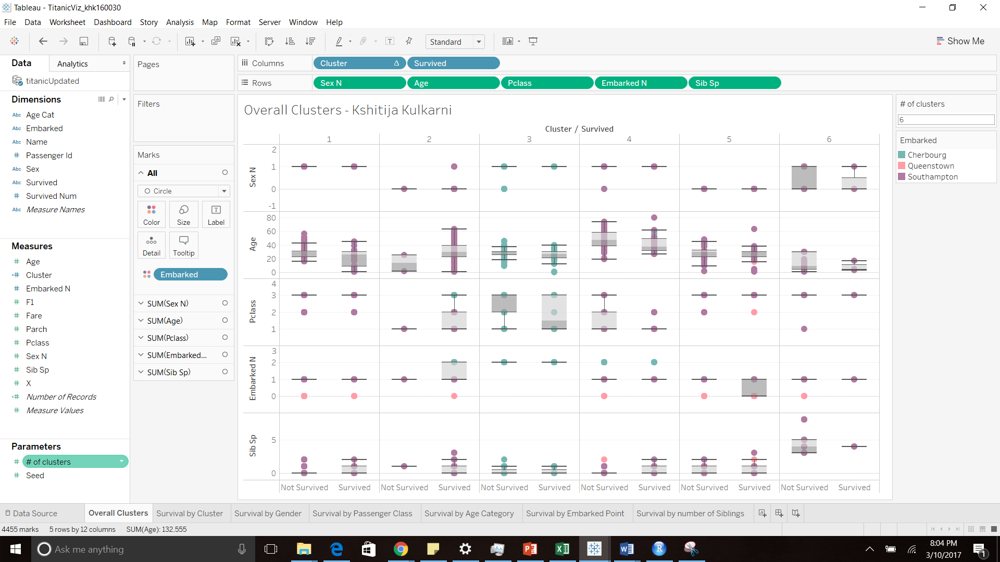 Tableau - TitanicViz_khk160030
File Data Worksheet Dashboard Story Analysis Map Format Server Window Help
Standard
Show Me
Data Analytics
titanicUpdated
Dimensions
Abc Age Cat
Abc Embarked
Abc Name
# Passenger Id
Abc Sex
Abc Survived
# Survived Num
Abc Measure Names
Measures
# Age
=# Cluster
# Embarked N
# F1
# Fare
# Parch
# Pclass
# Sex N
# Sib Sp
# X
=# Number of Records
# Measure Values
Parameters
# # of clusters
# Seed
Pages
Filters
Marks
All
Circle
Color Size Label
Detail Tooltip
Embarked
SUM(Sex N)
SUM(Age)
SUM(Pclass)
SUM(Embarked...
SUM(Sib Sp)
Columns Cluster Δ Survived
Rows Sex N Age Pclass Embarked N Sib Sp
Overall Clusters - Kshitija Kulkarni
Cluster / Survived
1 2 3 4 5 6
Sex N
2
1
0
-1
Age
80
60
40
20
0
Pclass
4
3
2
1
Embarked N
3
2
1
0
Sib Sp
5
0
Not Survived Survived Not Survived Survived Not Survived Survived Not Survived Survived Not Survived Survived Not Survived Survived
# of clusters
6
Embarked
Cherbourg
Queenstown
Southampton
Data Source Overall Clusters Survival by Cluster Survival by Gender Survival by Passenger Class Survival by Age Category Survival by Embarked Point Survival by number of Siblings
4455 marks 5 rows by 12 columns SUM(Age): 132,555
Ask me anything
8:04 PM
3/10/2017
1